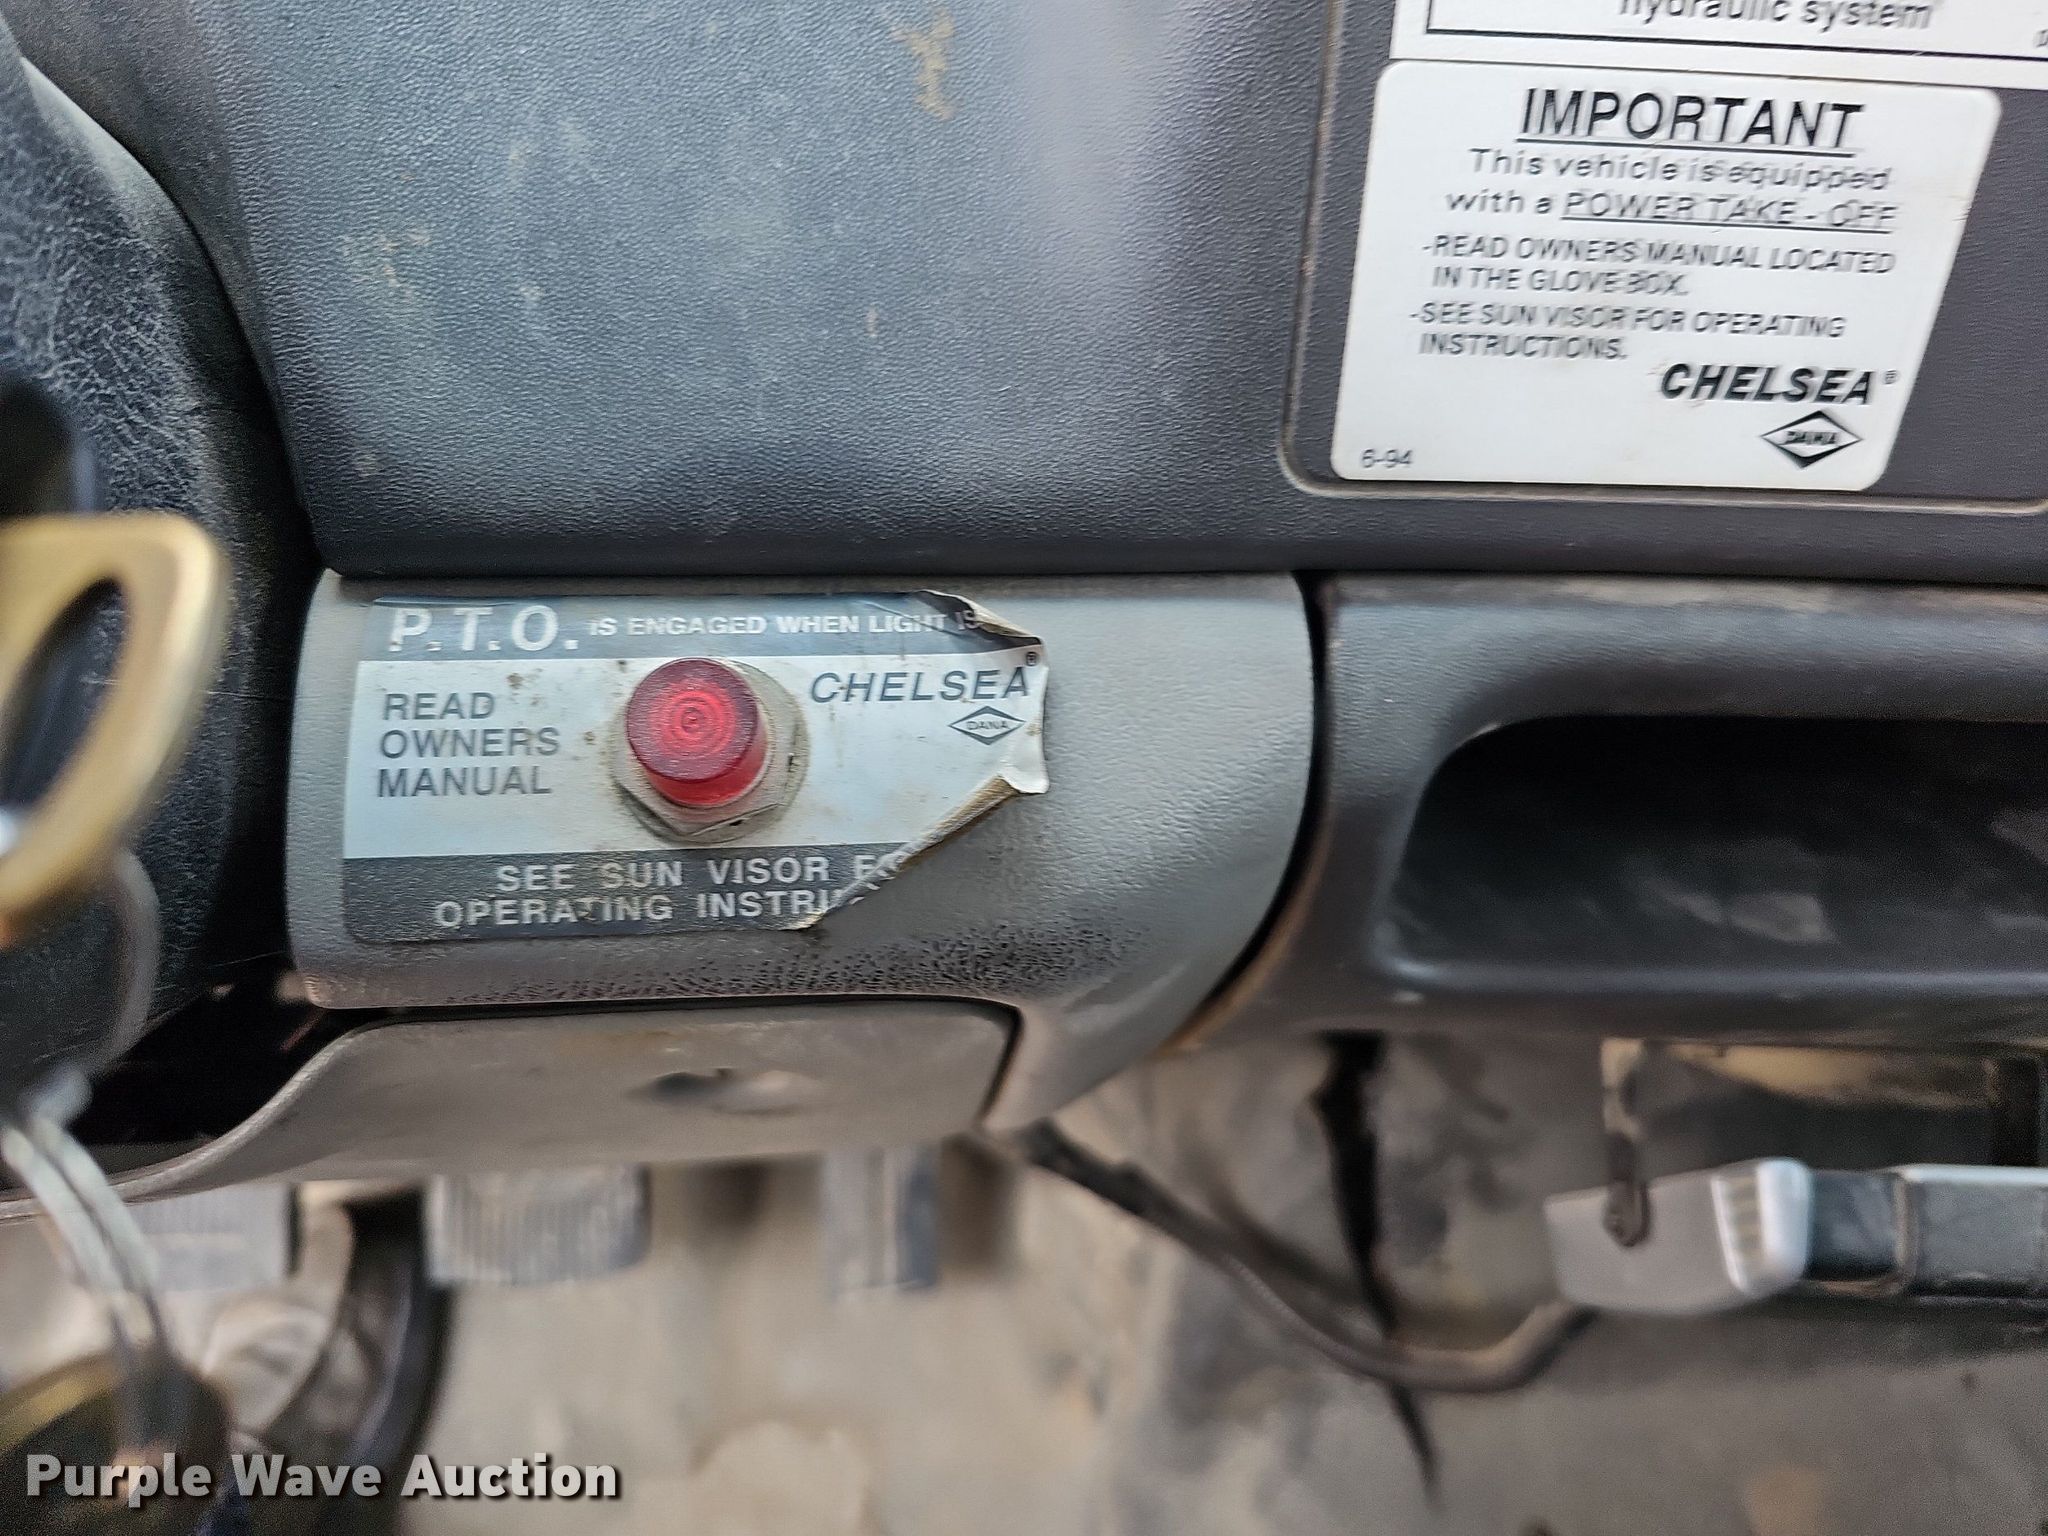 hydraulic system
IMPORTANT
This vehicle is equipped
with a POWER TAKE - OFF
-READ OWNERS MANUAL LOCATED
IN THE GLOVE BOX.
-SEE SUN VISOR FOR OPERATING
INSTRUCTIONS.
CHELSEA®
DANA
6-94
P.T.O. IS ENGAGED WHEN LIGHT IS
READ
OWNERS
MANUAL
CHELSEA®
DANA
SEE SUN VISOR
OPERATING
Purple Wave Auction